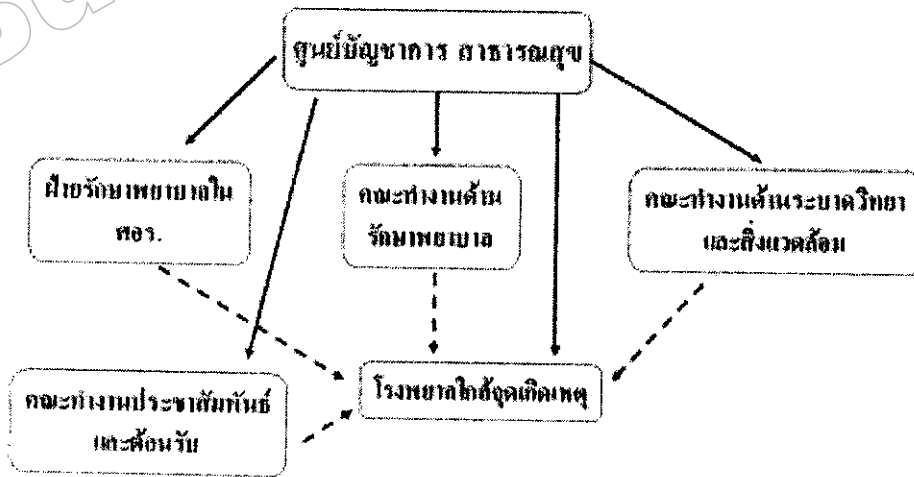 ศูนย์บัญชาการ สาธารณสุข
ฝ่ายรักษาพยาบาลใน
ศอร.
คณะทำงานด้าน
รักษาพยาบาล
คณะทำงานด้านระบาดวิทยา
และสิ่งแวดล้อม
โรงพยาลใกล้จุดเกิดเหตุ
คณะทำงานประชาสัมพันธ์
และต้อนรับ